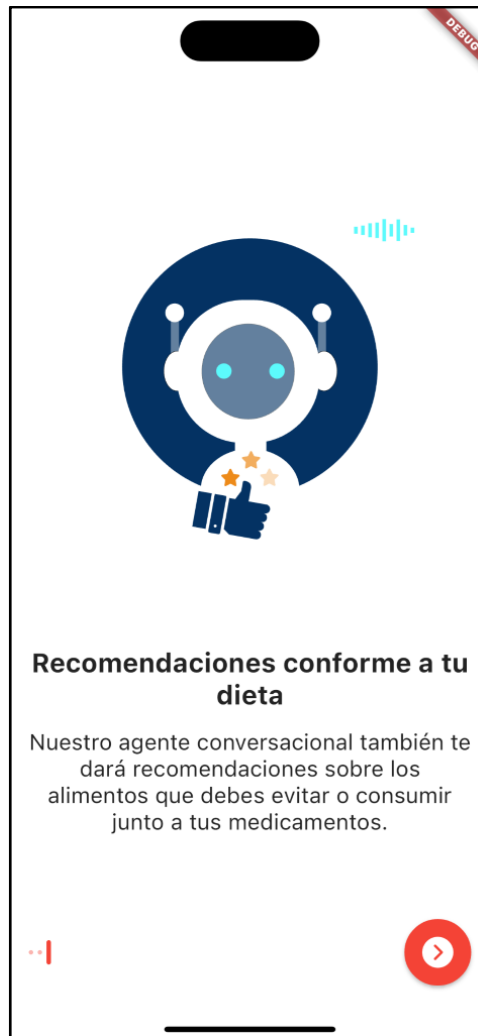 DEBUG
Recomendaciones conforme a tu
dieta
Nuestro agente conversacional también te
dará recomendaciones sobre los
alimentos que debes evitar o consumir
junto a tus medicamentos.